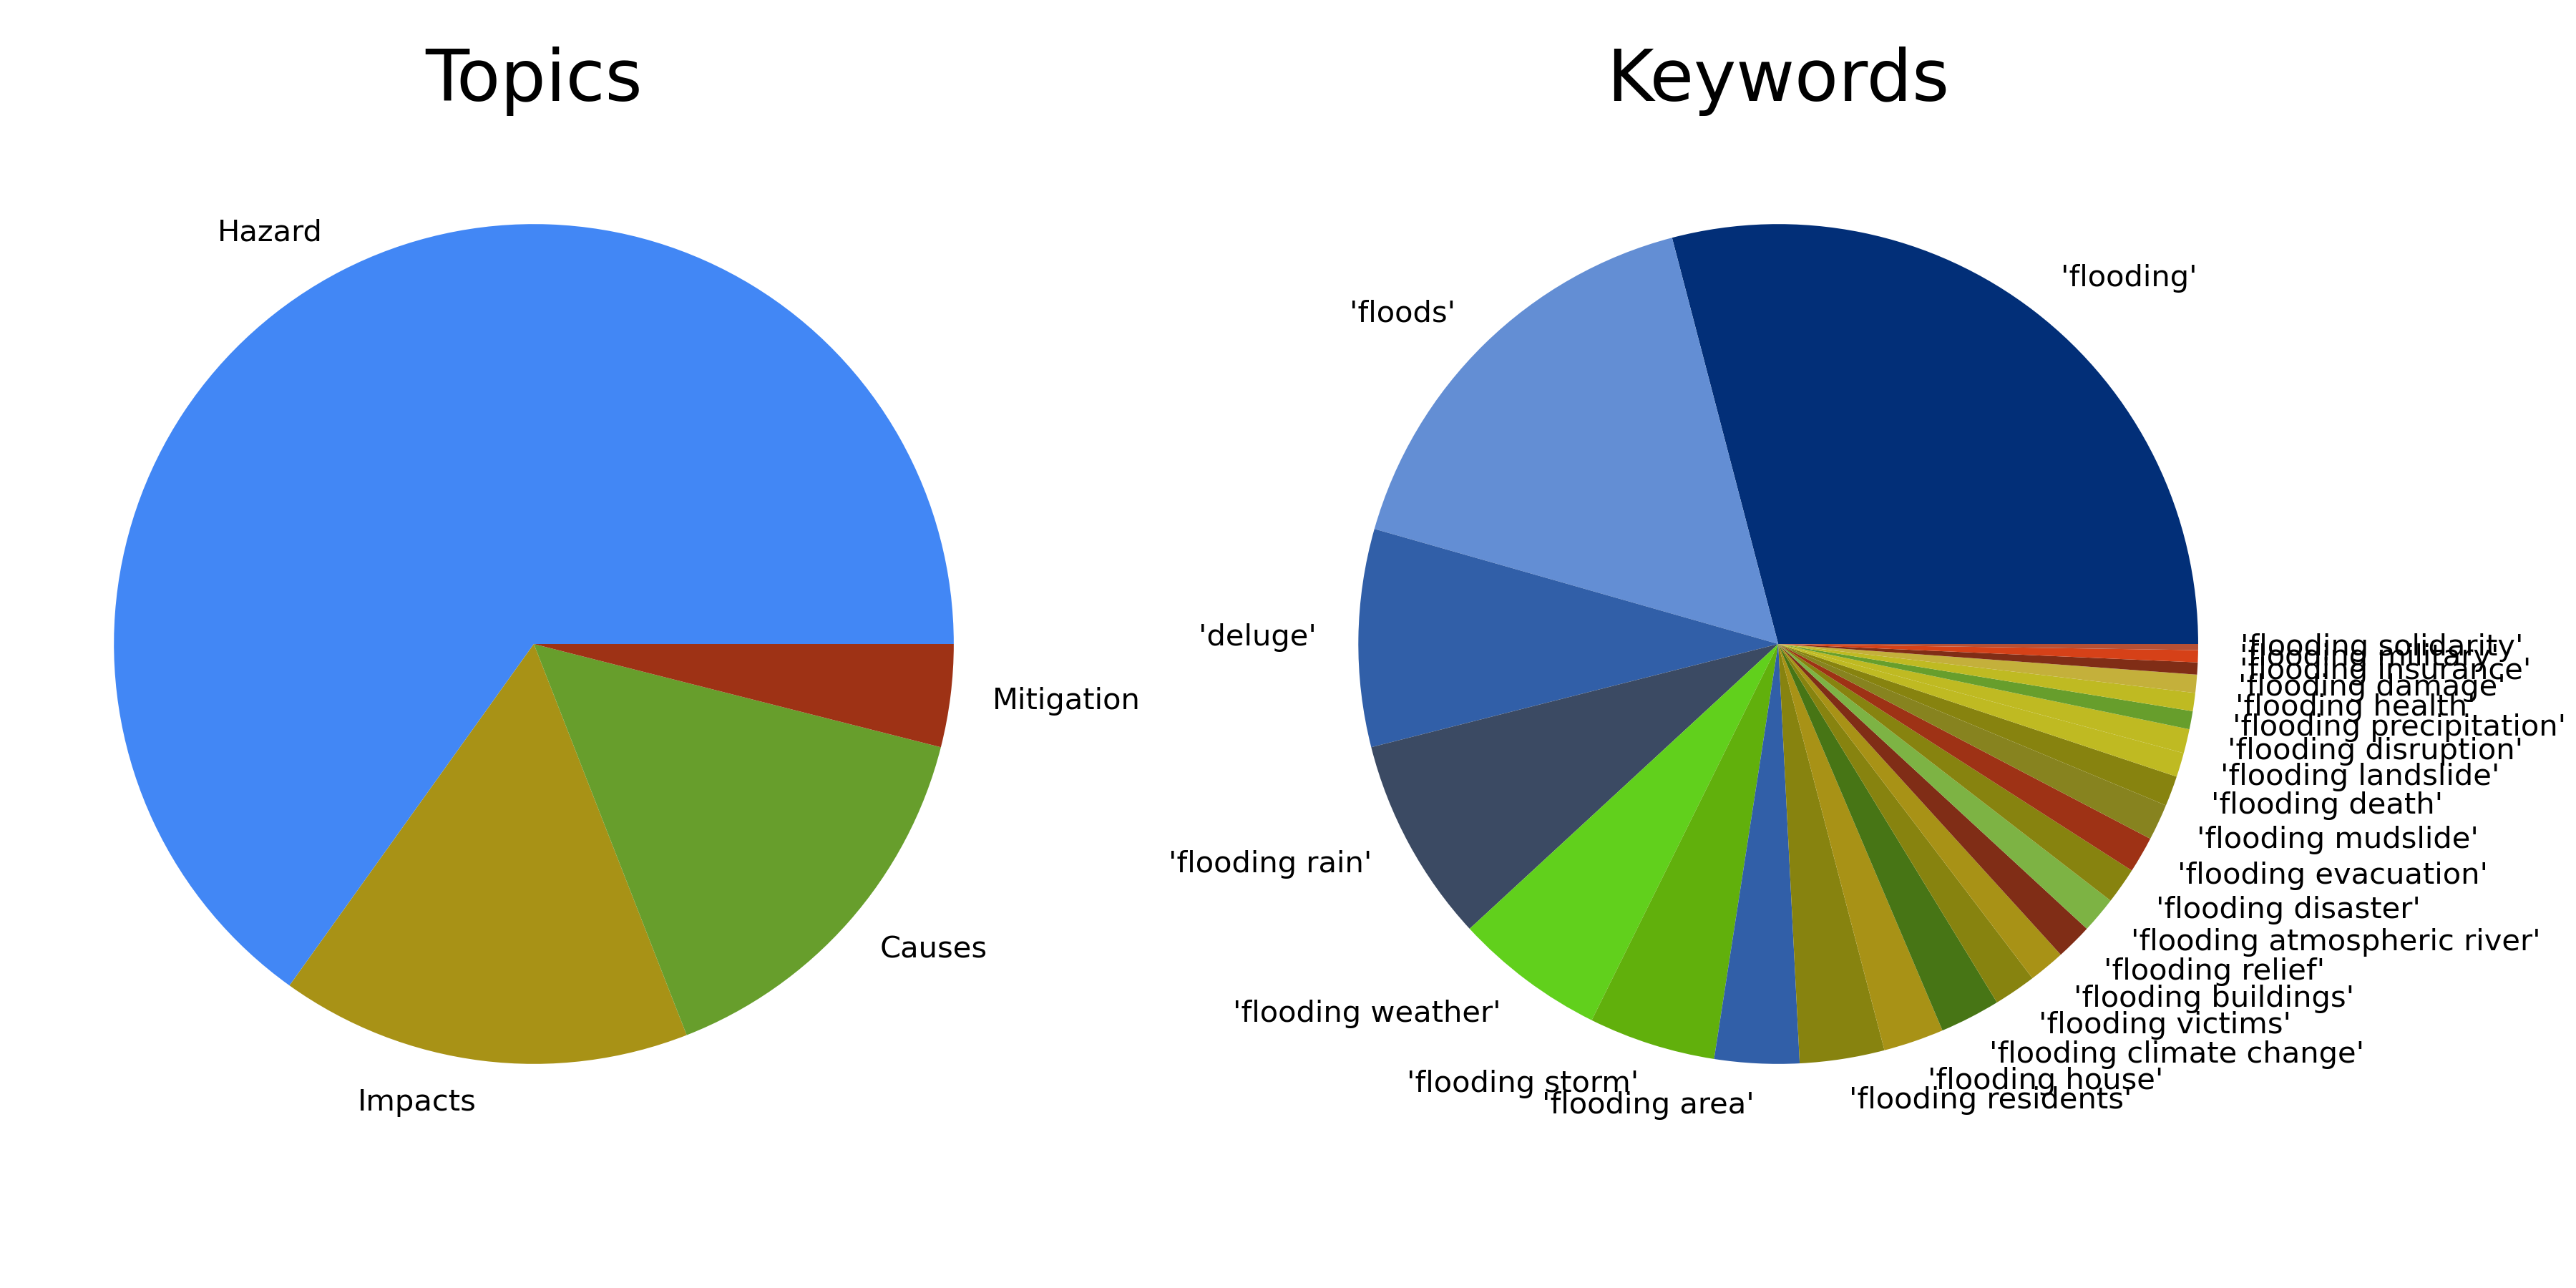 Topics
Keywords
Hazard
Mitigation
Causes
Impacts
'flooding'
'floods'
'deluge'
'flooding rain'
'flooding weather'
'flooding storm'
'flooding area'
'flooding residents'
'flooding house'
'flooding climate change'
'flooding victims'
'flooding buildings'
'flooding relief'
'flooding atmospheric river'
'flooding disaster'
'flooding evacuation'
'flooding mudslide'
'flooding death'
'flooding landslide'
'flooding disruption'
'flooding precipitation'
'flooding health'
'flooding damage'
'flooding insurance'
'flooding military'
'flooding solidarity'